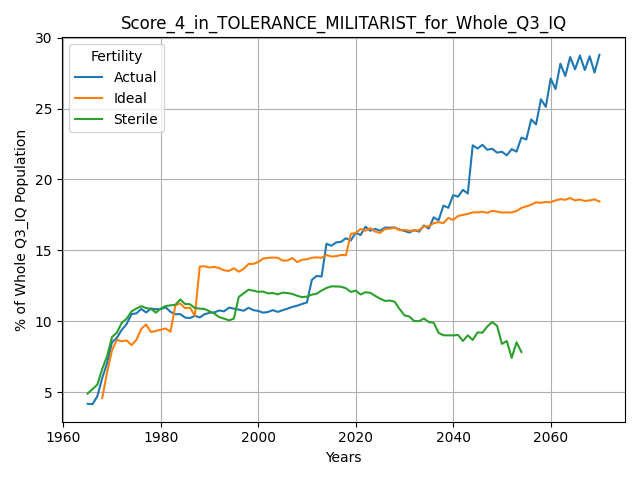 Score_4_in_TOLERANCE_MILITARIST_for_Whole_Q3_IQ
% of Whole Q3_IQ Population
30
25
20
15
10
5
Fertility
Actual
Ideal
Sterile
1960 1980 2000 2020 2040 2060
Years